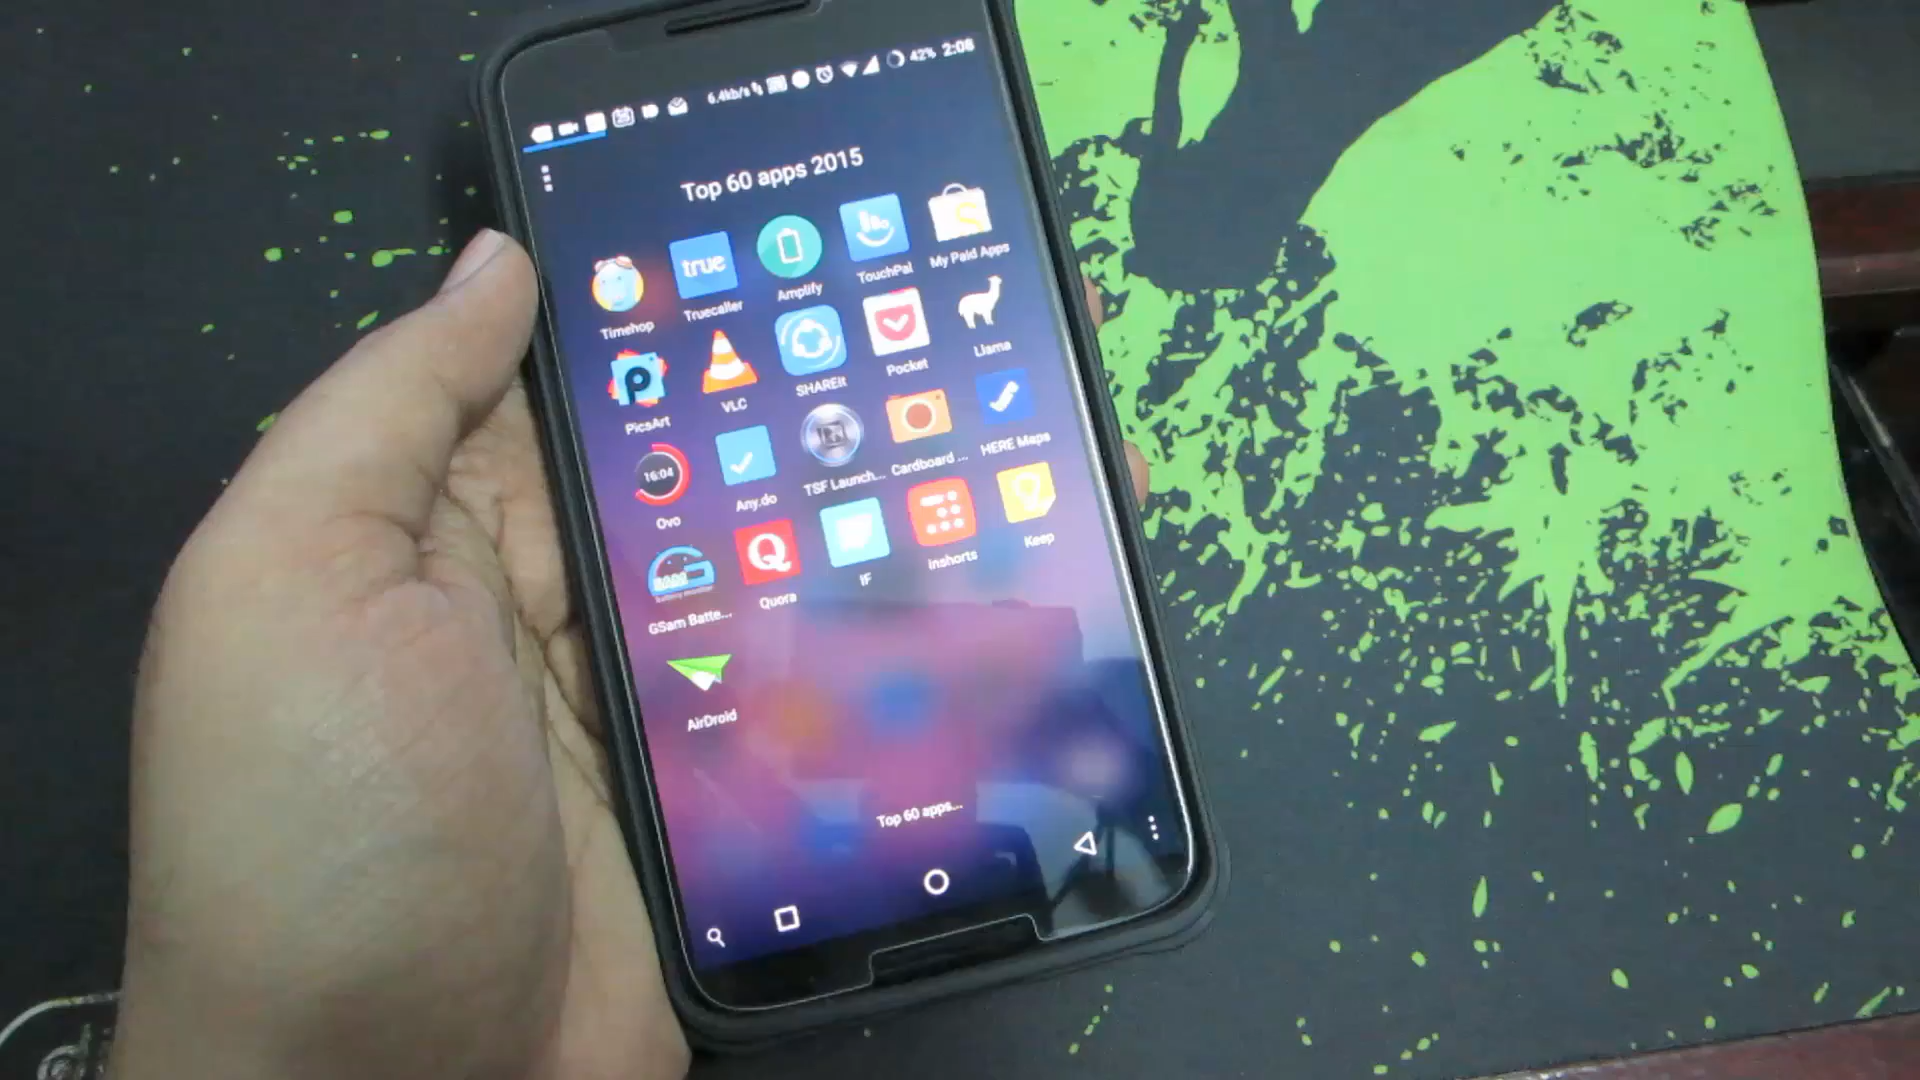 6.4kb/s 42% 2:08
Top 60 apps 2015
true
Timehop Truecaller Amplify TouchPal My Paid Apps
PicsArt VLC SHAREit Pocket Llama
16:04
Ovo Any.do TSF Launch... Cardboard ... HERE Maps
GSam Batte... Quora IF inshorts Keep
AirDroid
Top 60 apps...